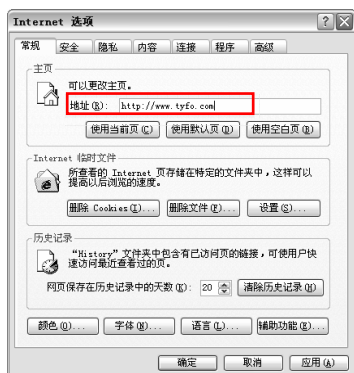 Internet 选项
常规 安全 隐私 内容 连接 程序 高级
主页
可以更改主页。
地址(R): http://www.tyfo.com
使用当前页(C) 使用默认页(D) 使用空白页(B)
Internet 临时文件
所查看的 Internet 页存储在特定的文件夹中，这样可以
提高以后浏览的速度。
删除 Cookies(I)... 删除文件(F)... 设置(S)...
历史记录
“History”文件夹中包含有已访问页的链接，可使用户快
速访问最近查看过的页。
网页保存在历史记录中的天数(K): 20 清除历史记录(H)
颜色(O)... 字体(N)... 语言(L)... 辅助功能(E)...
确定 取消 应用(A)